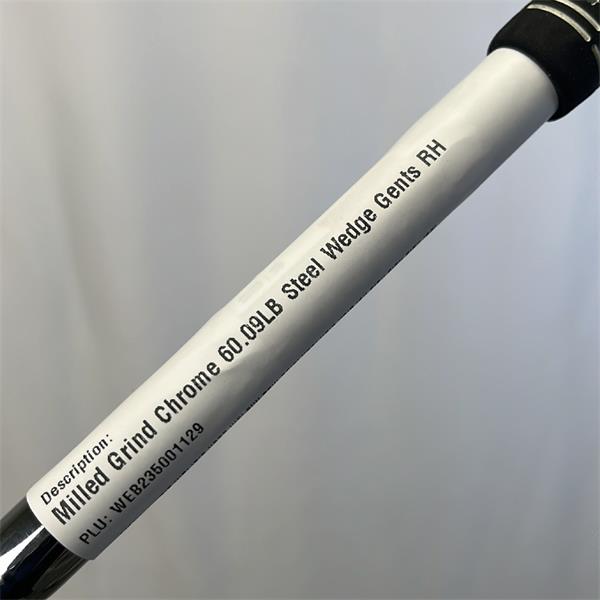 Description:
Milled Grind Chrome 60.09LB Steel Wedge Gents RH
PLU: WEB235001129